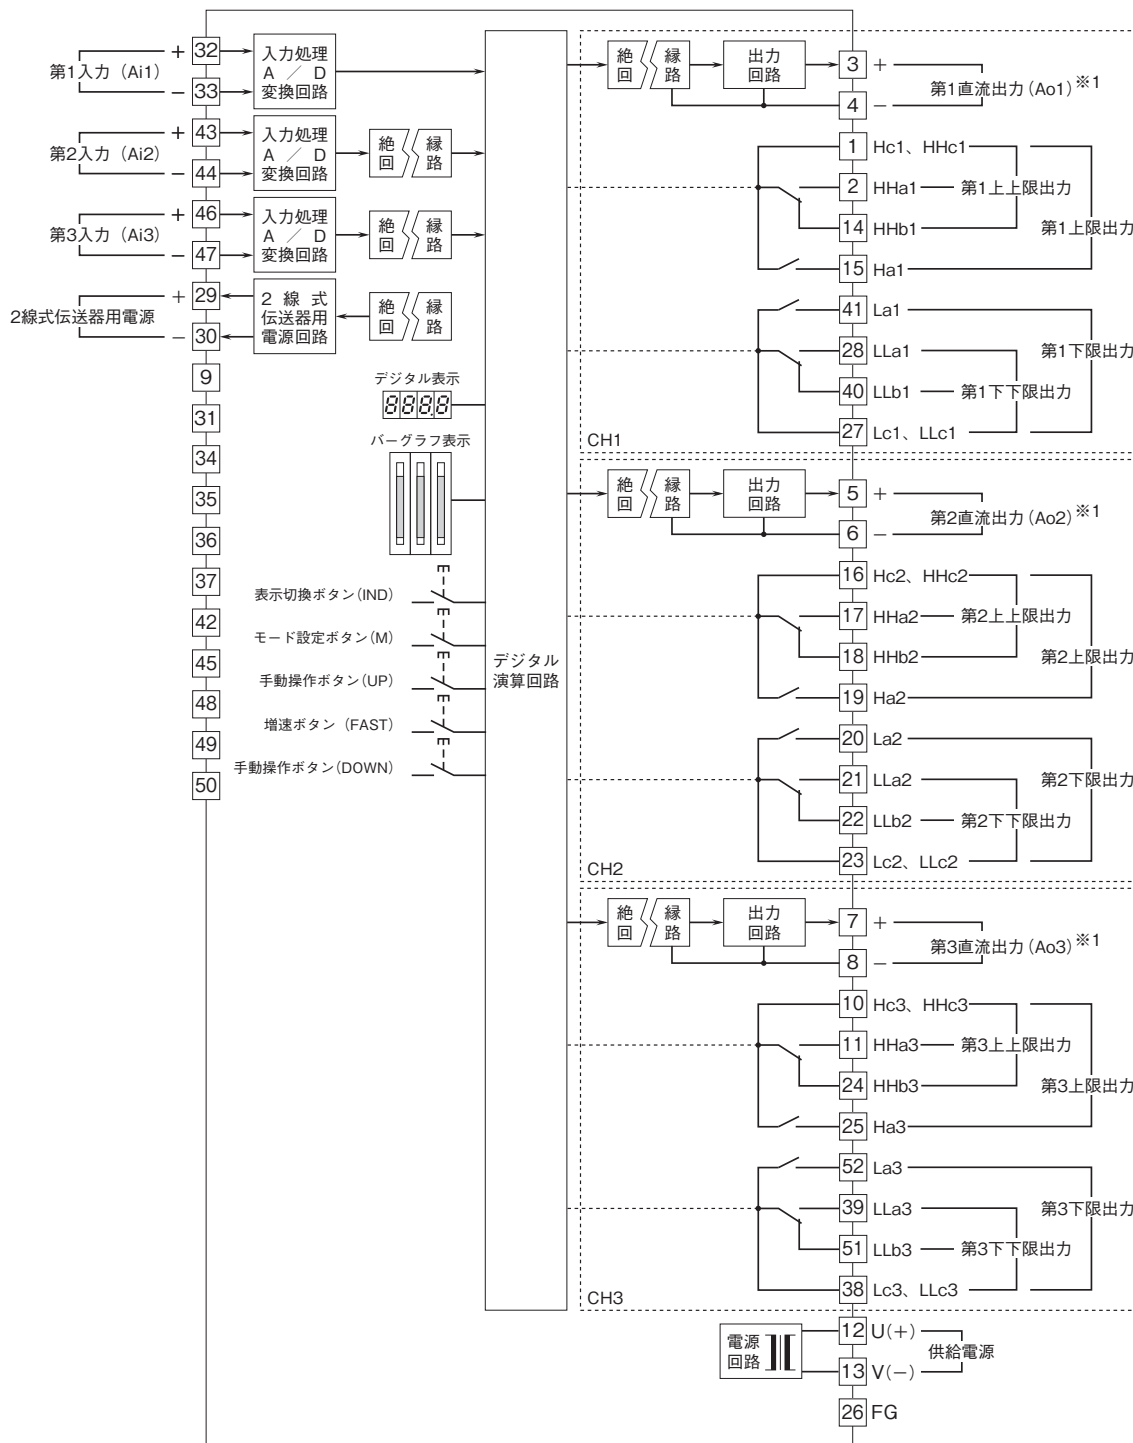 第1入力（Ai1）
+ 32
− 33
入力処理
A ／ D
変換回路
第2入力（Ai2）
+ 43
− 44
入力処理
A ／ D
変換回路
絶縁
回路
第3入力（Ai3）
+ 46
− 47
入力処理
A ／ D
変換回路
絶縁
回路
2線式伝送器用電源
+ 29
− 30
2 線 式
伝送器用
電源回路
絶縁
回路
9
31
34
35
36
37
42
45
48
49
50
デジタル表示
888.8
バーグラフ表示
表示切換ボタン（IND）
モード設定ボタン（M）
手動操作ボタン（UP）
増速ボタン（FAST）
手動操作ボタン（DOWN）
デジタル
演算回路
絶縁
回路
出力
回路
3 +
4 −
第1直流出力（Ao1）※1
1 Hc1、HHc1
2 HHa1 第1上上限出力
14 HHb1 第1上限出力
15 Ha1
41 La1
28 LLa1 第1下限出力
40 LLb1 第1下下限出力
27 Lc1、LLc1
CH1
絶縁
回路
出力
回路
5 +
6 −
第2直流出力（Ao2）※1
16 Hc2、HHc2
17 HHa2 第2上上限出力
18 HHb2 第2上限出力
19 Ha2
20 La2
21 LLa2 第2下限出力
22 LLb2 第2下下限出力
23 Lc2、LLc2
CH2
絶縁
回路
出力
回路
7 +
8 −
第3直流出力（Ao3）※1
10 Hc3、HHc3
11 HHa3 第3上上限出力
24 HHb3 第3上限出力
25 Ha3
52 La3
39 LLa3 第3下限出力
51 LLb3 第3下下限出力
38 Lc3、LLc3
CH3
電源
回路
12 U(+)
13 V(−)
供給電源
26 FG